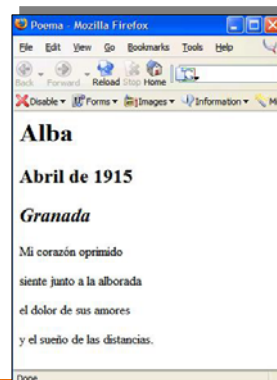 Poema - Mozilla Firefox
File Edit View Go Bookmarks Tools Help
Back Forward Reload Stop Home
Disable Forms Images Information Mi
Alba
Abril de 1915
Granada
Mi corazón oprimido
siente junto a la alborada
el dolor de sus amores
y el sueño de las distancias.
Done